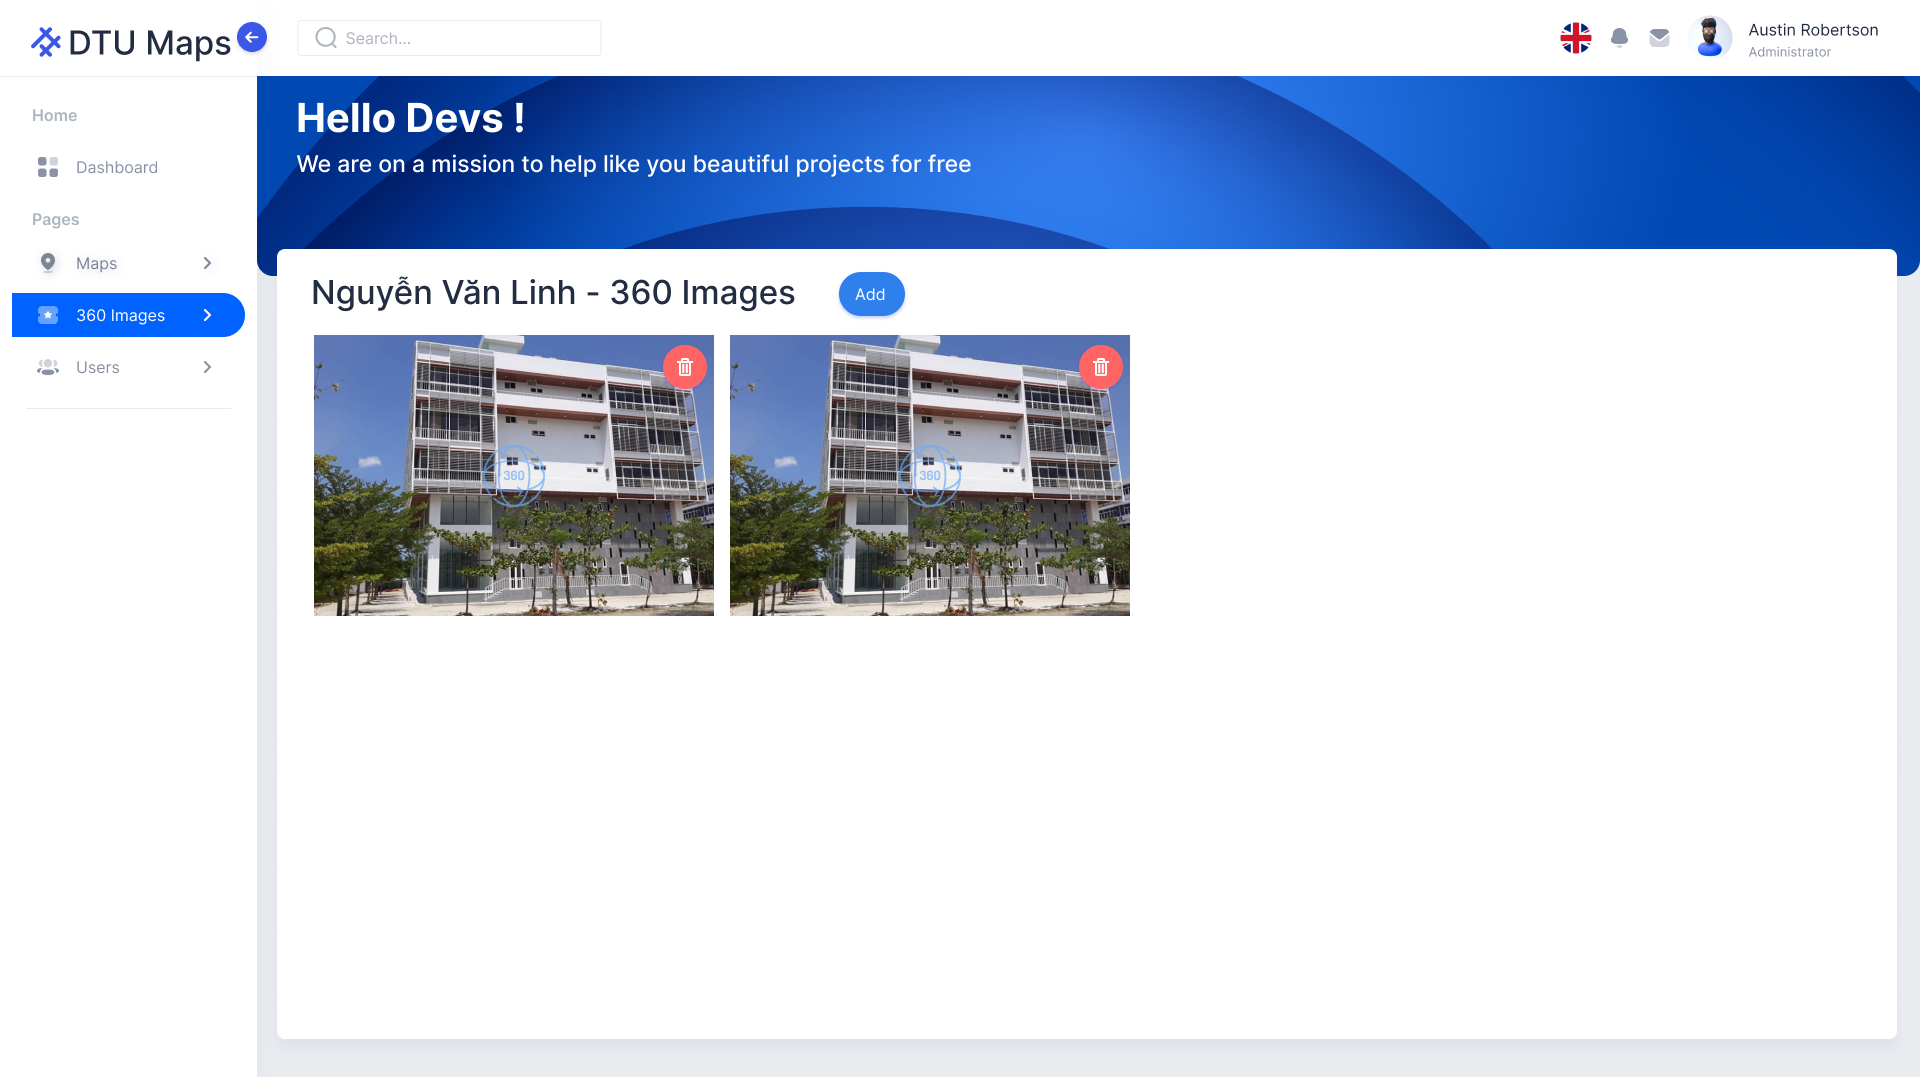 DTU Maps
Search...
Austin Robertson
Administrator
Home
Dashboard
Pages
Maps
360 Images
Users
Hello Devs !
We are on a mission to help like you beautiful projects for free
Nguyễn Văn Linh - 360 Images
Add
360
360